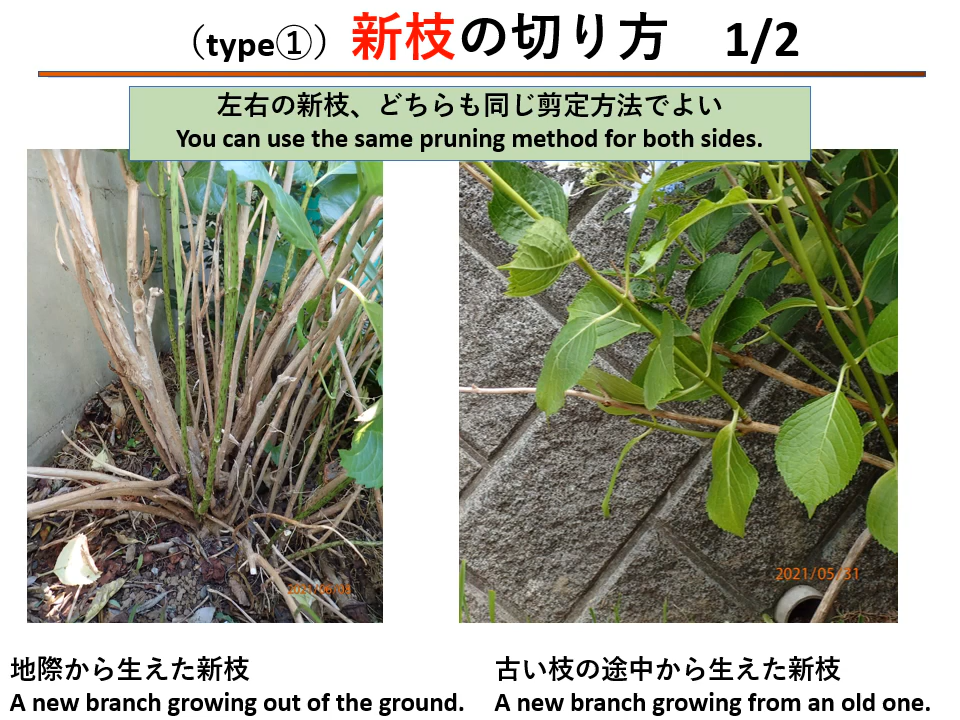 （type①）新枝の切り方 1/2
左右の新枝、どちらも同じ剪定方法でよい
You can use the same pruning method for both sides.
2021/05/31
地際から生えた新枝
A new branch growing out of the ground.
古い枝の途中から生えた新枝
A new branch growing from an old one.